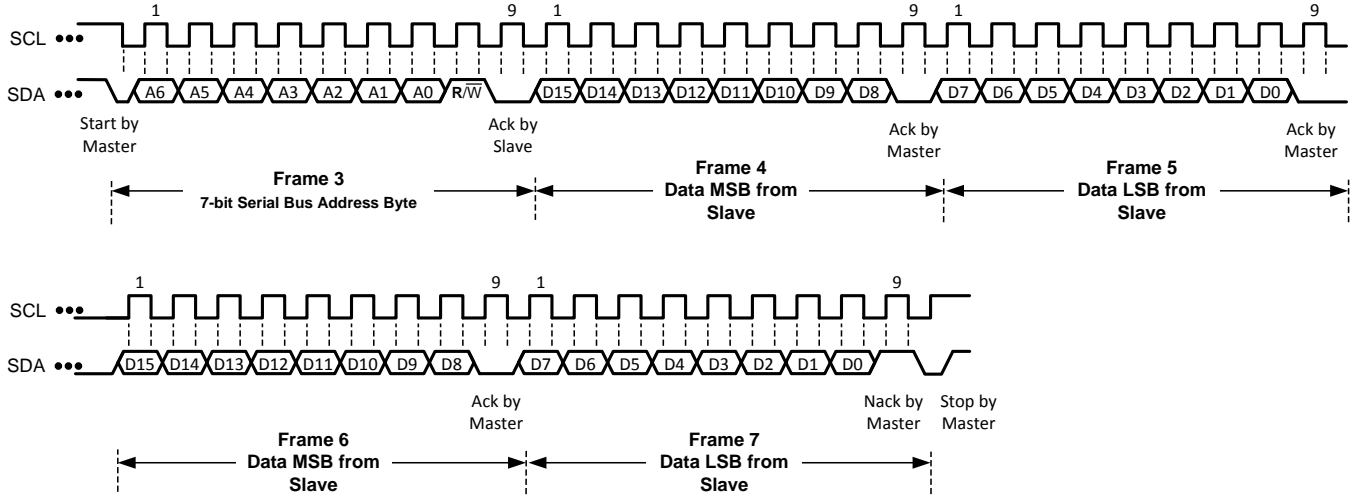 1 9 1 9 1 9
SCL •••
SDA ••• A6 A5 A4 A3 A2 A1 A0 R/W̅ D15 D14 D13 D12 D11 D10 D9 D8 D7 D6 D5 D4 D3 D2 D1 D0
Start by Master
Ack by Slave
Ack by Master
Ack by Master
Frame 3
7-bit Serial Bus Address Byte
Frame 4
Data MSB from
Slave
Frame 5
Data LSB from
Slave
1 9 1 9
SCL •••
SDA ••• D15 D14 D13 D12 D11 D10 D9 D8 D7 D6 D5 D4 D3 D2 D1 D0
Ack by Master
Nack by Master
Stop by Master
Frame 6
Data MSB from
Slave
Frame 7
Data LSB from
Slave